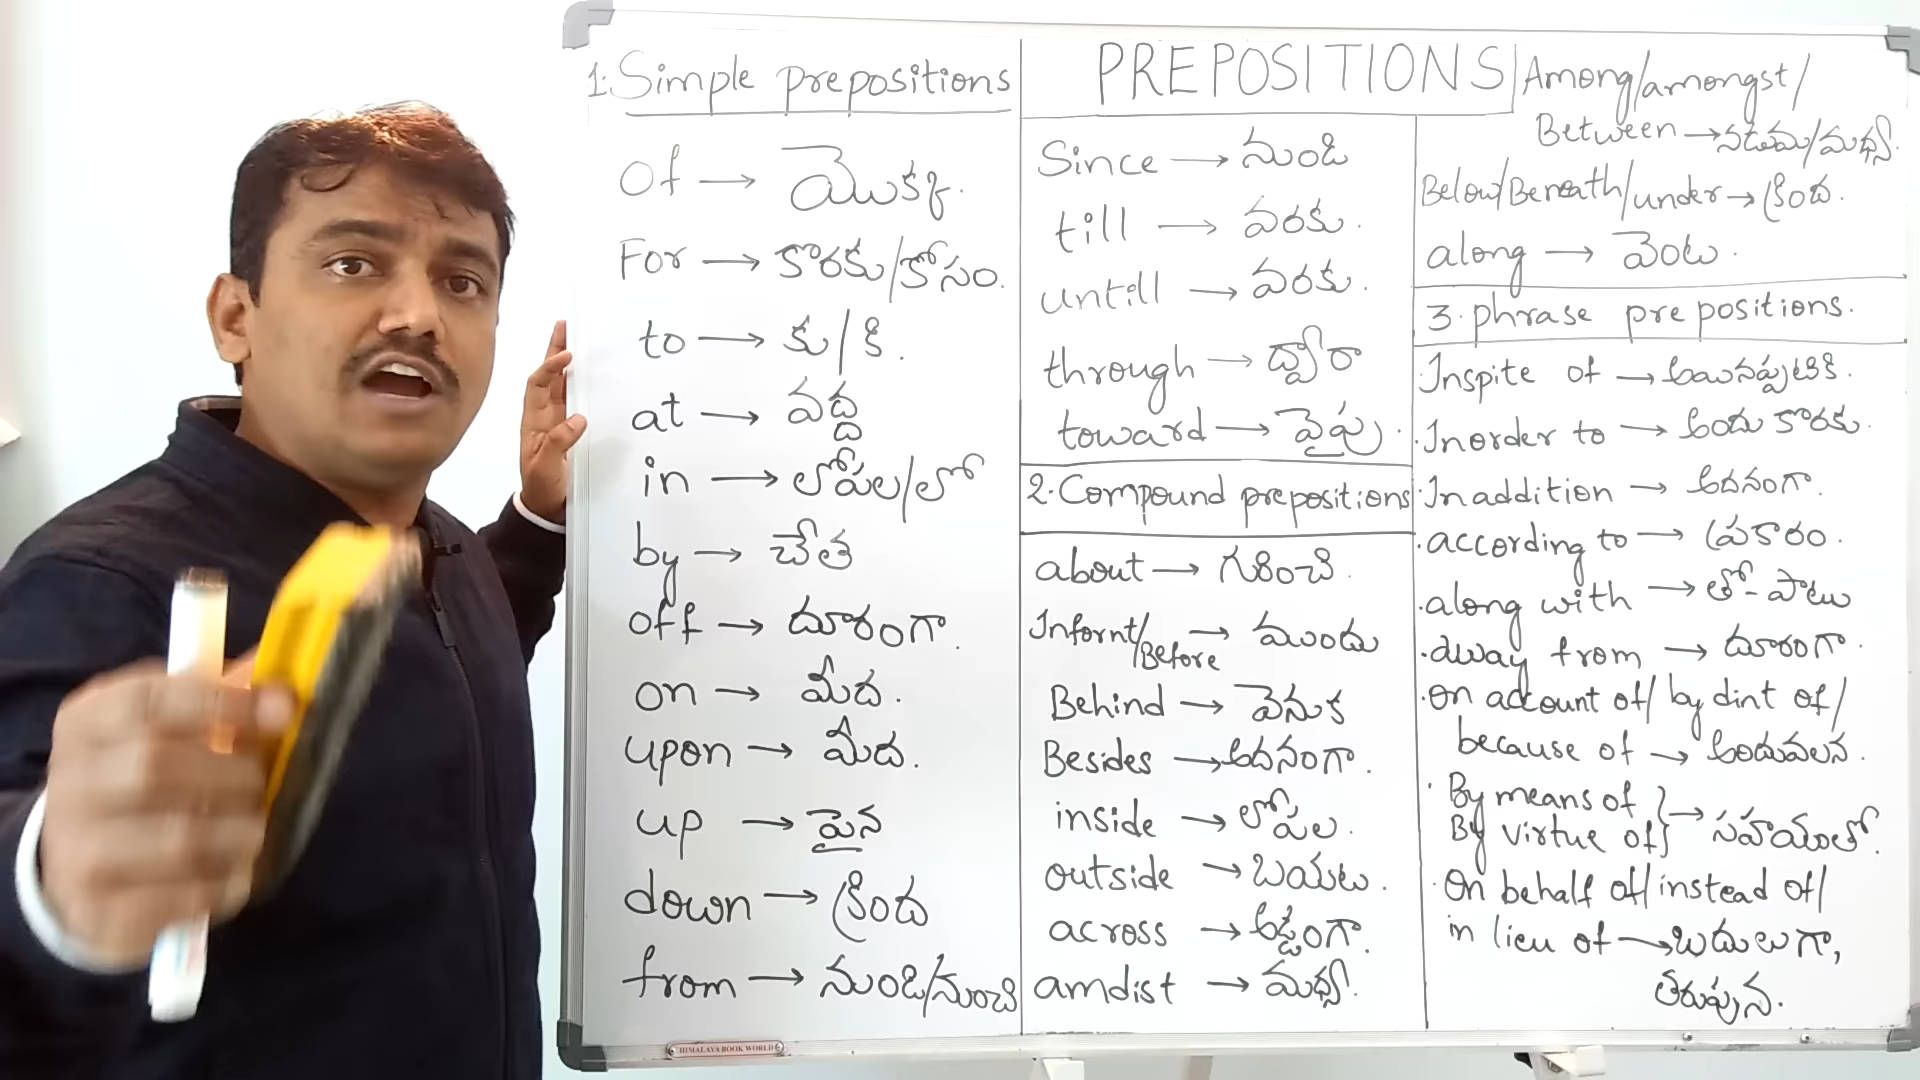 1. Simple prepositions
of → యొక్క.
For → కొరకు/కోసం.
to → కు/కి.
at → వద్ద
in → లోపల/లో
by → చేత
off → దూరంగా.
on → మీద.
upon → మీద.
up → పైన
down → క్రింద
from → నుండి/నుంచి
PREPOSITIONS
Since → నుండి
till → వరకు.
untill → వరకు.
through → ద్వారా
toward → వైపు.
2. Compound prepositions
about → గురించి.
Infornt/Before → ముందు
Behind → వెనుక
Besides → అదనంగా.
inside → లోపల.
outside → బయట.
across → అడ్డంగా.
amdist → మధ్య.
Among/amongst/
Between → నడుమ/మధ్య.
Below/Beneath/under → క్రింద.
along → వెంట.
3. phrase prepositions.
· Inspite of → అయినప్పటికి.
· Inorder to → అందు కొరకు.
· In addition → అదనంగా.
· according to → ప్రకారం.
· along with → తో-పాటు
· away from → దూరంగా.
· on account of/ by dint of/
because of → అందువలన.
· By means of
By virtue of } → సహాయంతో.
· On behalf of/instead of/
in lieu of → బదులుగా,
తరుపున.
HIMALAYA BOOK WORLD